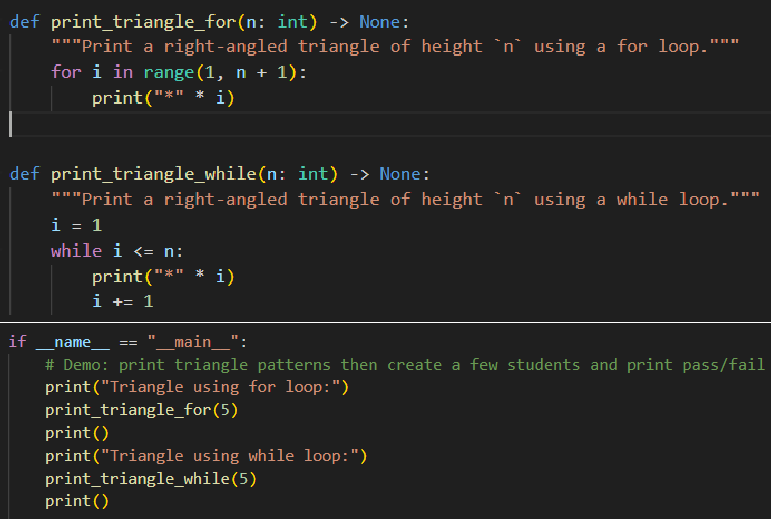 def print_triangle_for(n: int) -> None:
    """Print a right-angled triangle of height `n` using a for loop."""
    for i in range(1, n + 1):
        print("*" * i)

def print_triangle_while(n: int) -> None:
    """Print a right-angled triangle of height `n` using a while loop."""
    i = 1
    while i <= n:
        print("*" * i)
        i += 1
if __name__ == "__main__":
    # Demo: print triangle patterns then create a few students and print pass/fail
    print("Triangle using for loop:")
    print_triangle_for(5)
    print()
    print("Triangle using while loop:")
    print_triangle_while(5)
    print()